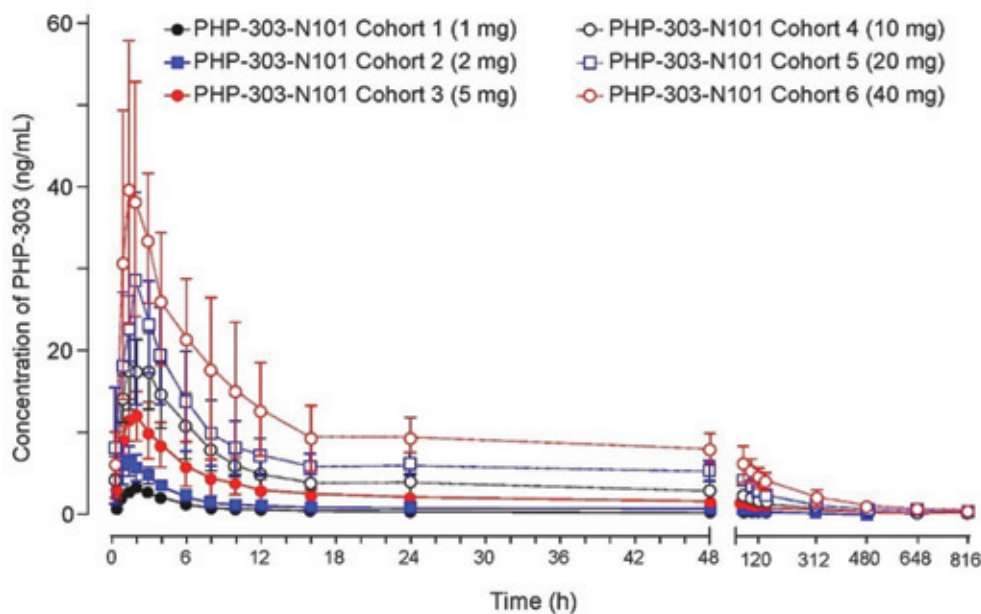 PHP-303-N101 Cohort 1 (1 mg)
PHP-303-N101 Cohort 2 (2 mg)
PHP-303-N101 Cohort 3 (5 mg)
PHP-303-N101 Cohort 4 (10 mg)
PHP-303-N101 Cohort 5 (20 mg)
PHP-303-N101 Cohort 6 (40 mg)
Concentration of PHP-303 (ng/mL)
60
40
20
0
0 6 12 18 24 30 36 42 48 120 312 480 648 816
Time (h)